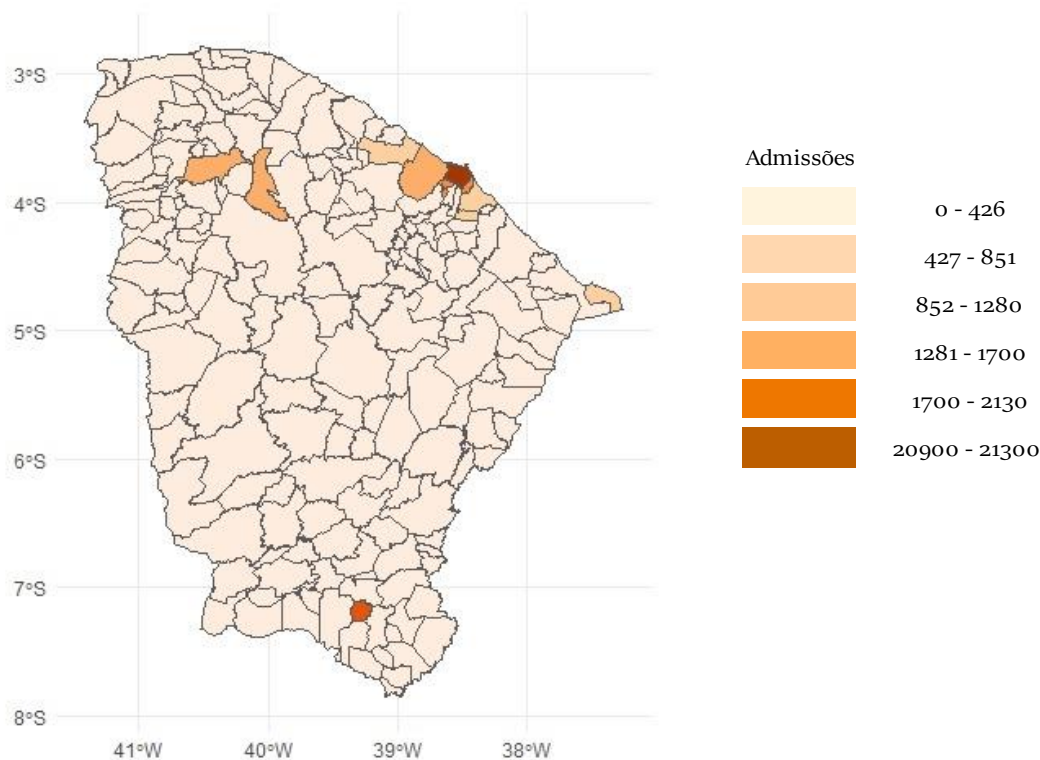 3°S
4°S
5°S
6°S
7°S
8°S
41°W
40°W
39°W
38°W
Admissões
0 - 426
427 - 851
852 - 1280
1281 - 1700
1700 - 2130
20900 - 21300